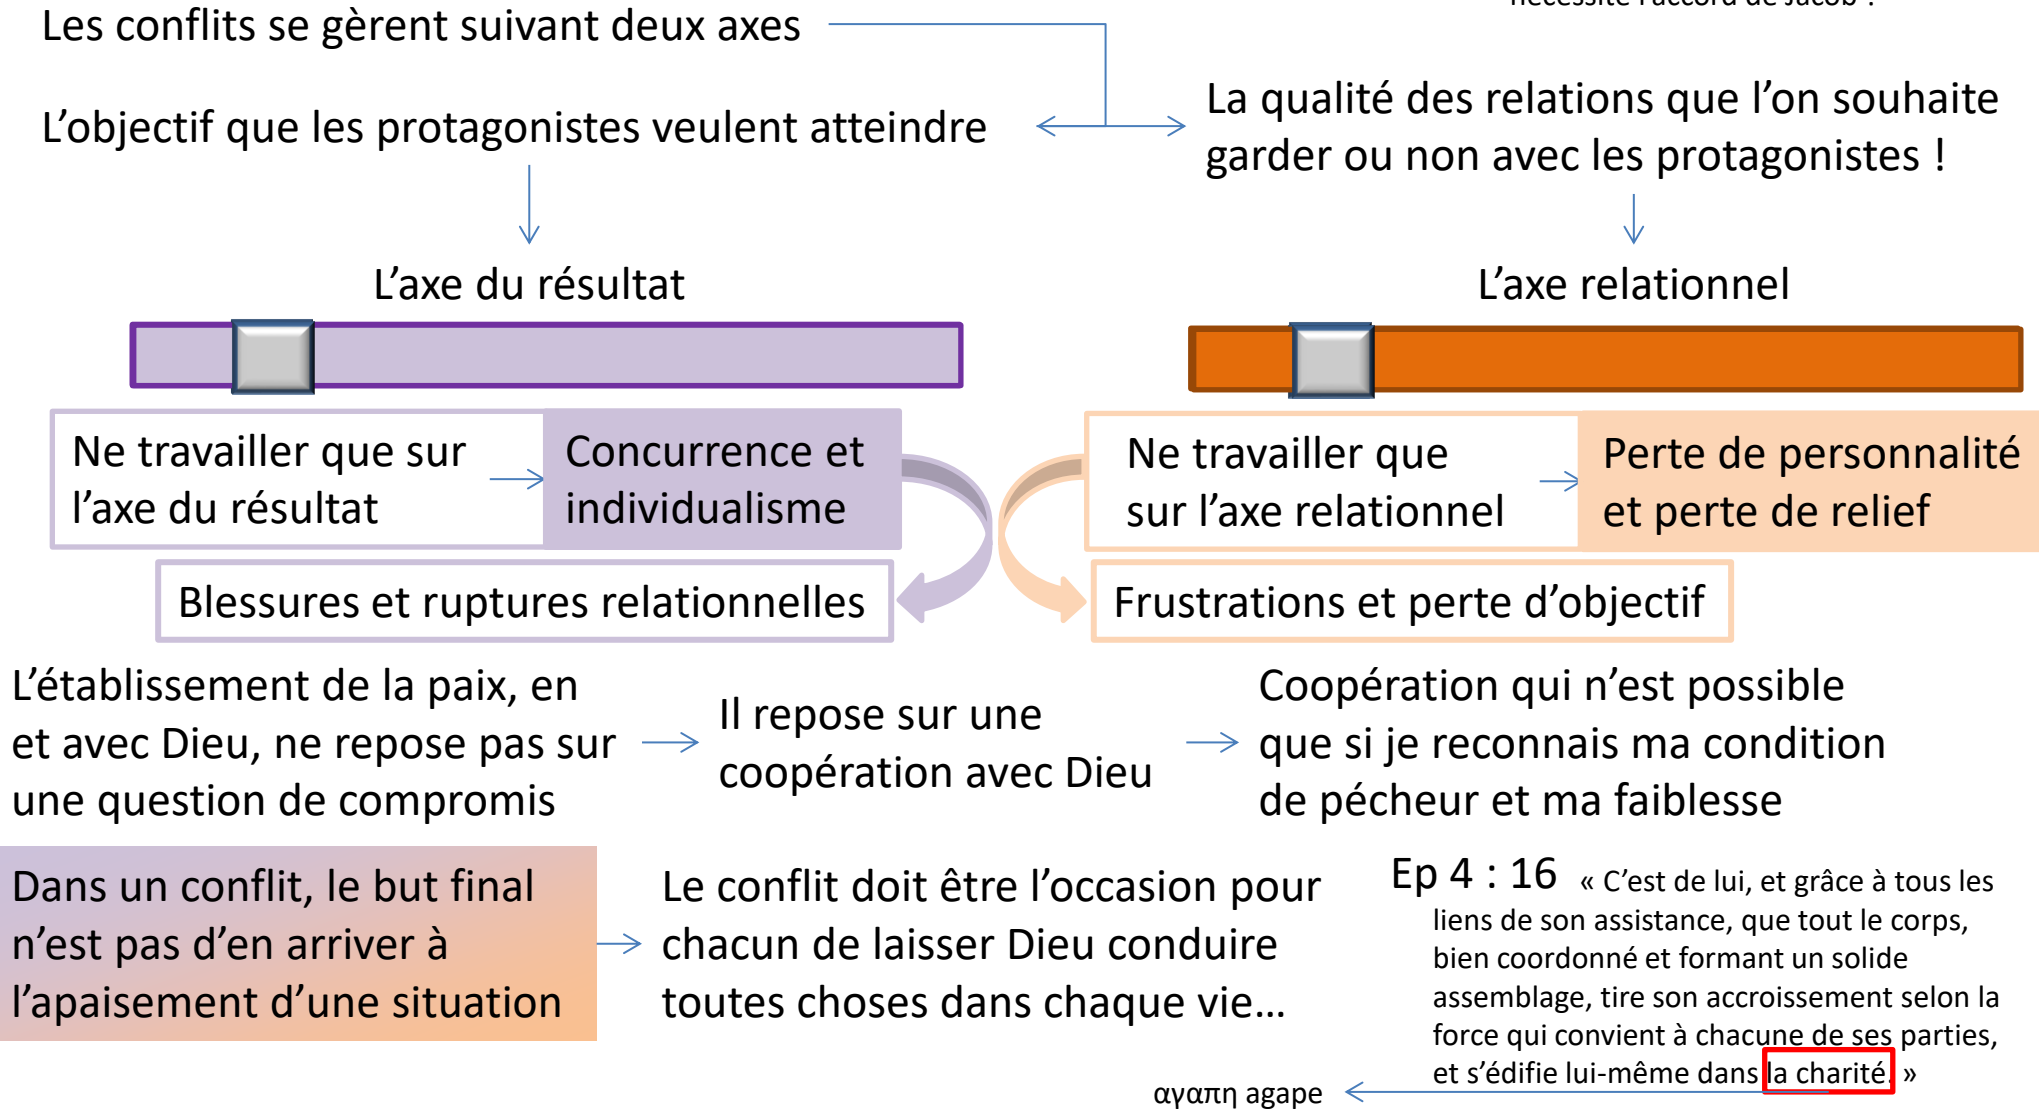 nécessite l'accord de Jacob !
Les conflits se gèrent suivant deux axes
L'objectif que les protagonistes veulent atteindre
La qualité des relations que l'on souhaite
garder ou non avec les protagonistes !
L'axe du résultat
L'axe relationnel
Ne travailler que sur
l'axe du résultat
Concurrence et
individualisme
Ne travailler que
sur l'axe relationnel
Perte de personnalité
et perte de relief
Blessures et ruptures relationnelles
Frustrations et perte d'objectif
L'établissement de la paix, en
et avec Dieu, ne repose pas sur
une question de compromis
Il repose sur une
coopération avec Dieu
Coopération qui n'est possible
que si je reconnais ma condition
de pécheur et ma faiblesse
Dans un conflit, le but final
n'est pas d'en arriver à
l'apaisement d'une situation
Le conflit doit être l'occasion pour
chacun de laisser Dieu conduire
toutes choses dans chaque vie…
Ep 4 : 16 « C'est de lui, et grâce à tous les
liens de son assistance, que tout le corps,
bien coordonné et formant un solide
assemblage, tire son accroissement selon la
force qui convient à chacune de ses parties,
et s'édifie lui-même dans la charité. »
αγαπη agape